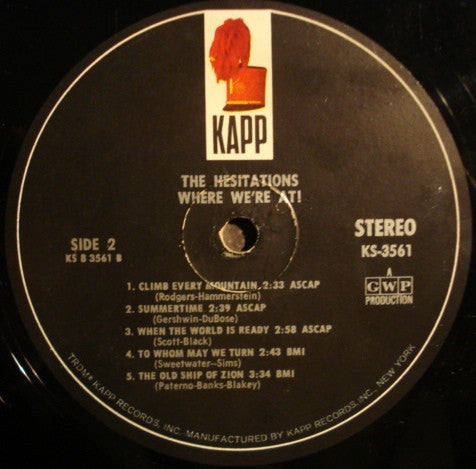 KAPP
THE HESITATIONS
WHERE WE'RE AT!
SIDE 2
KS B 3561 B
STEREO
KS-3561
A
GWP
PRODUCTION
1. CLIMB EVERY MOUNTAIN 2:33 ASCAP
(Rodgers-Hammerstein)
2. SUMMERTIME 2:39 ASCAP
(Gershwin-DuBose)
3. WHEN THE WORLD IS READY 2:58 ASCAP
(Scott-Black)
4. TO WHOM MAY WE TURN 2:43 BMI
(Sweetwater--Sims)
5. THE OLD SHIP OF ZION 3:34 BMI
(Paterno-Banks-Blakey)
TROM* KAPP RECORDS, INC. MANUFACTURED BY KAPP RECORDS, INC. NEW YORK